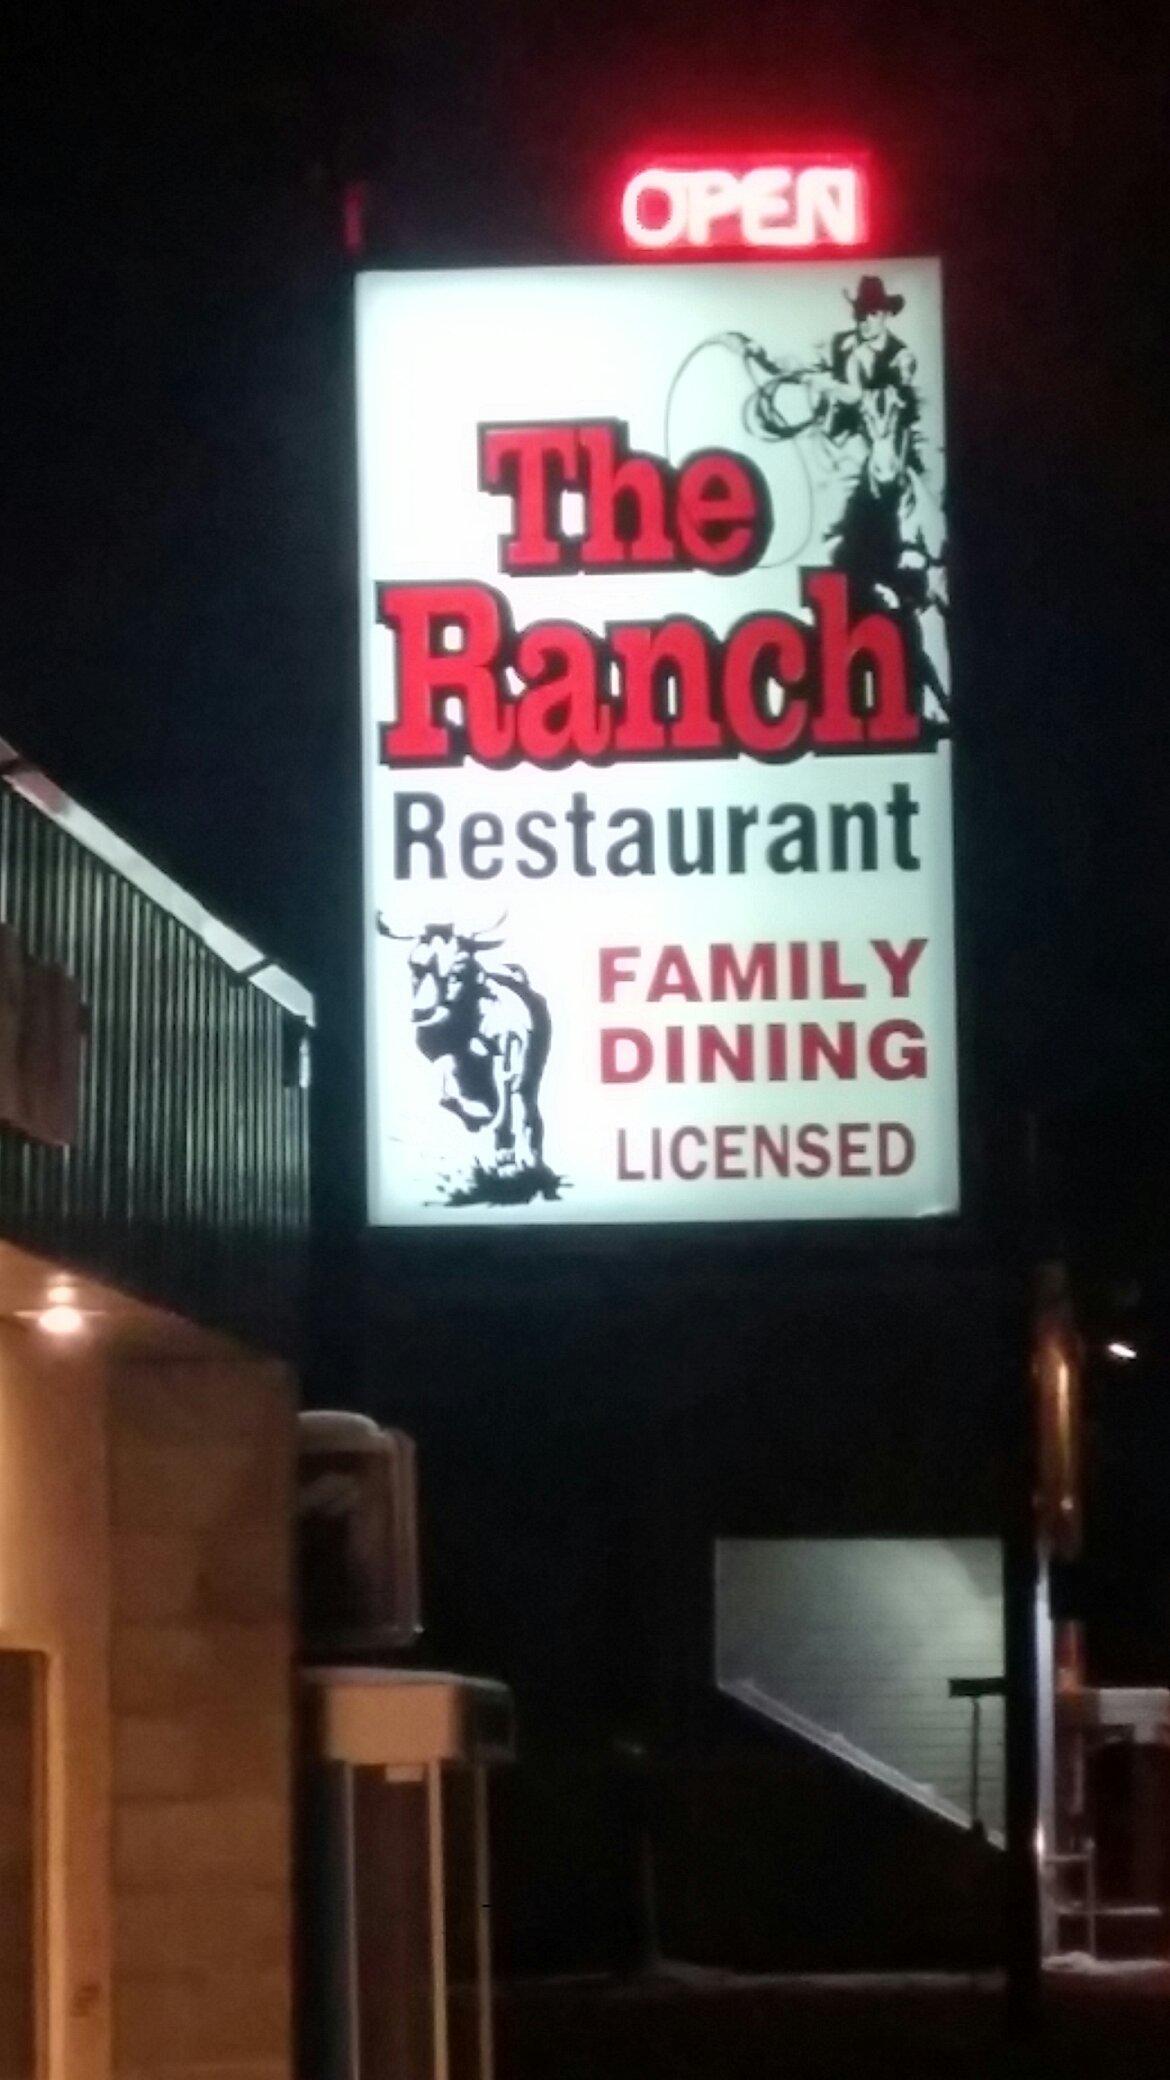 OPEN
The
Ranch
Restaurant
FAMILY
DINING
LICENSED